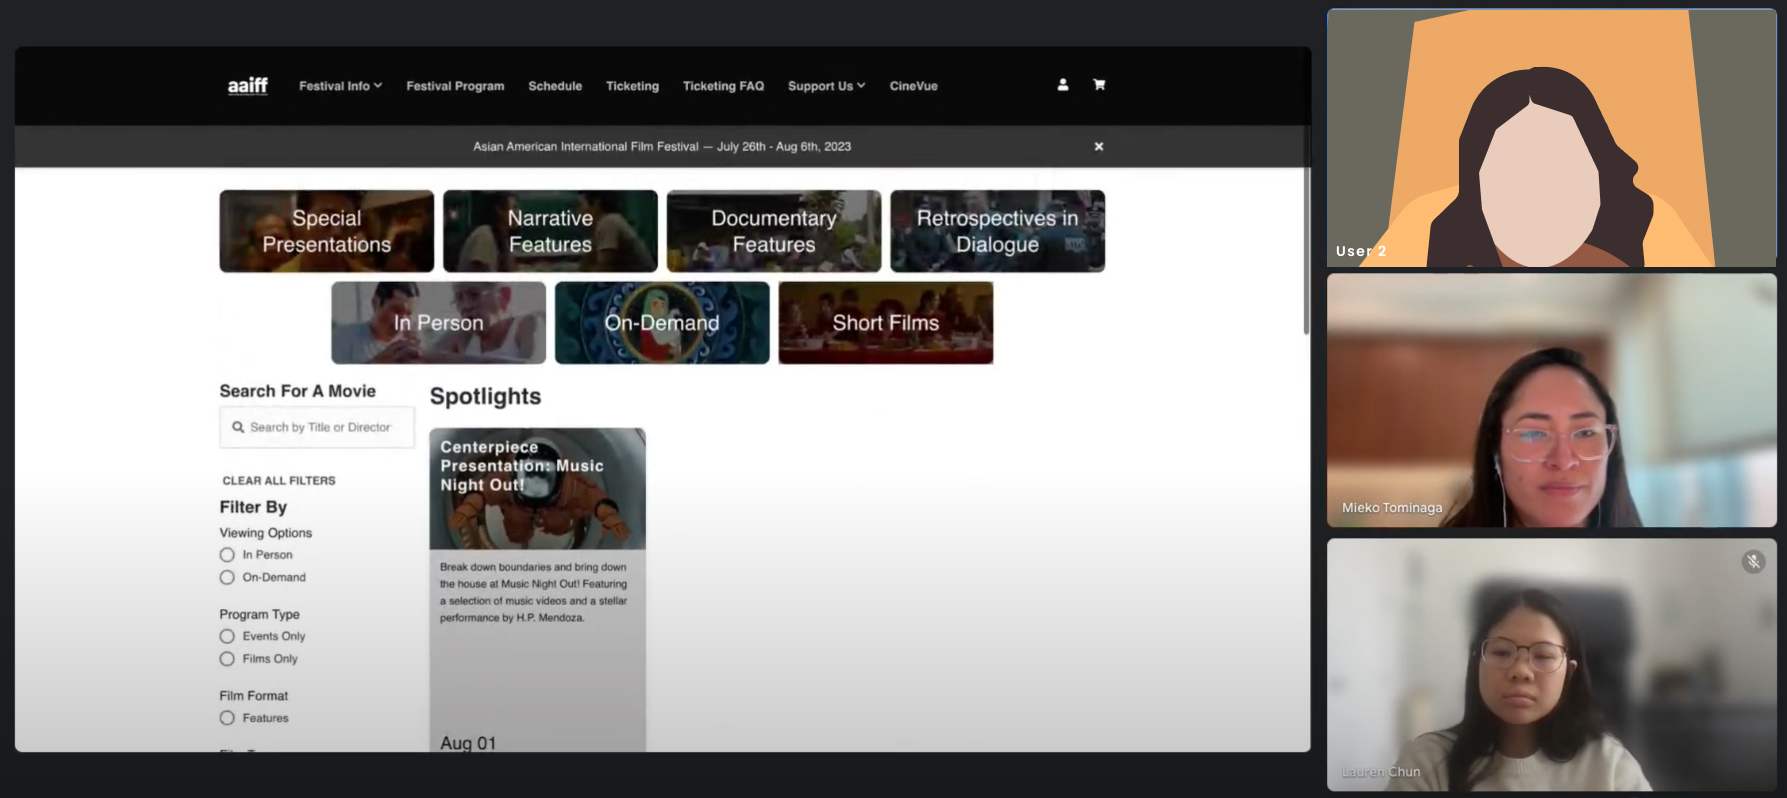 aaiff
Festival Info
Festival Program
Schedule
Ticketing
Ticketing FAQ
Support Us
CineVue
Asian American International Film Festival — July 26th - Aug 6th, 2023
Special
Presentations
Narrative
Features
Documentary
Features
Retrospectives in
Dialogue
In Person
On-Demand
Short Films
Search For A Movie
Search by Title or Director
CLEAR ALL FILTERS
Filter By
Viewing Options
In Person
On-Demand
Program Type
Events Only
Films Only
Film Format
Features
Spotlights
Centerpiece
Presentation: Music
Night Out!
Break down boundaries and bring down
the house at Music Night Out! Featuring
a selection of music videos and a stellar
performance by H.P. Mendoza.
Aug 01
User 2
Mieko Tominaga
Lauren Chun